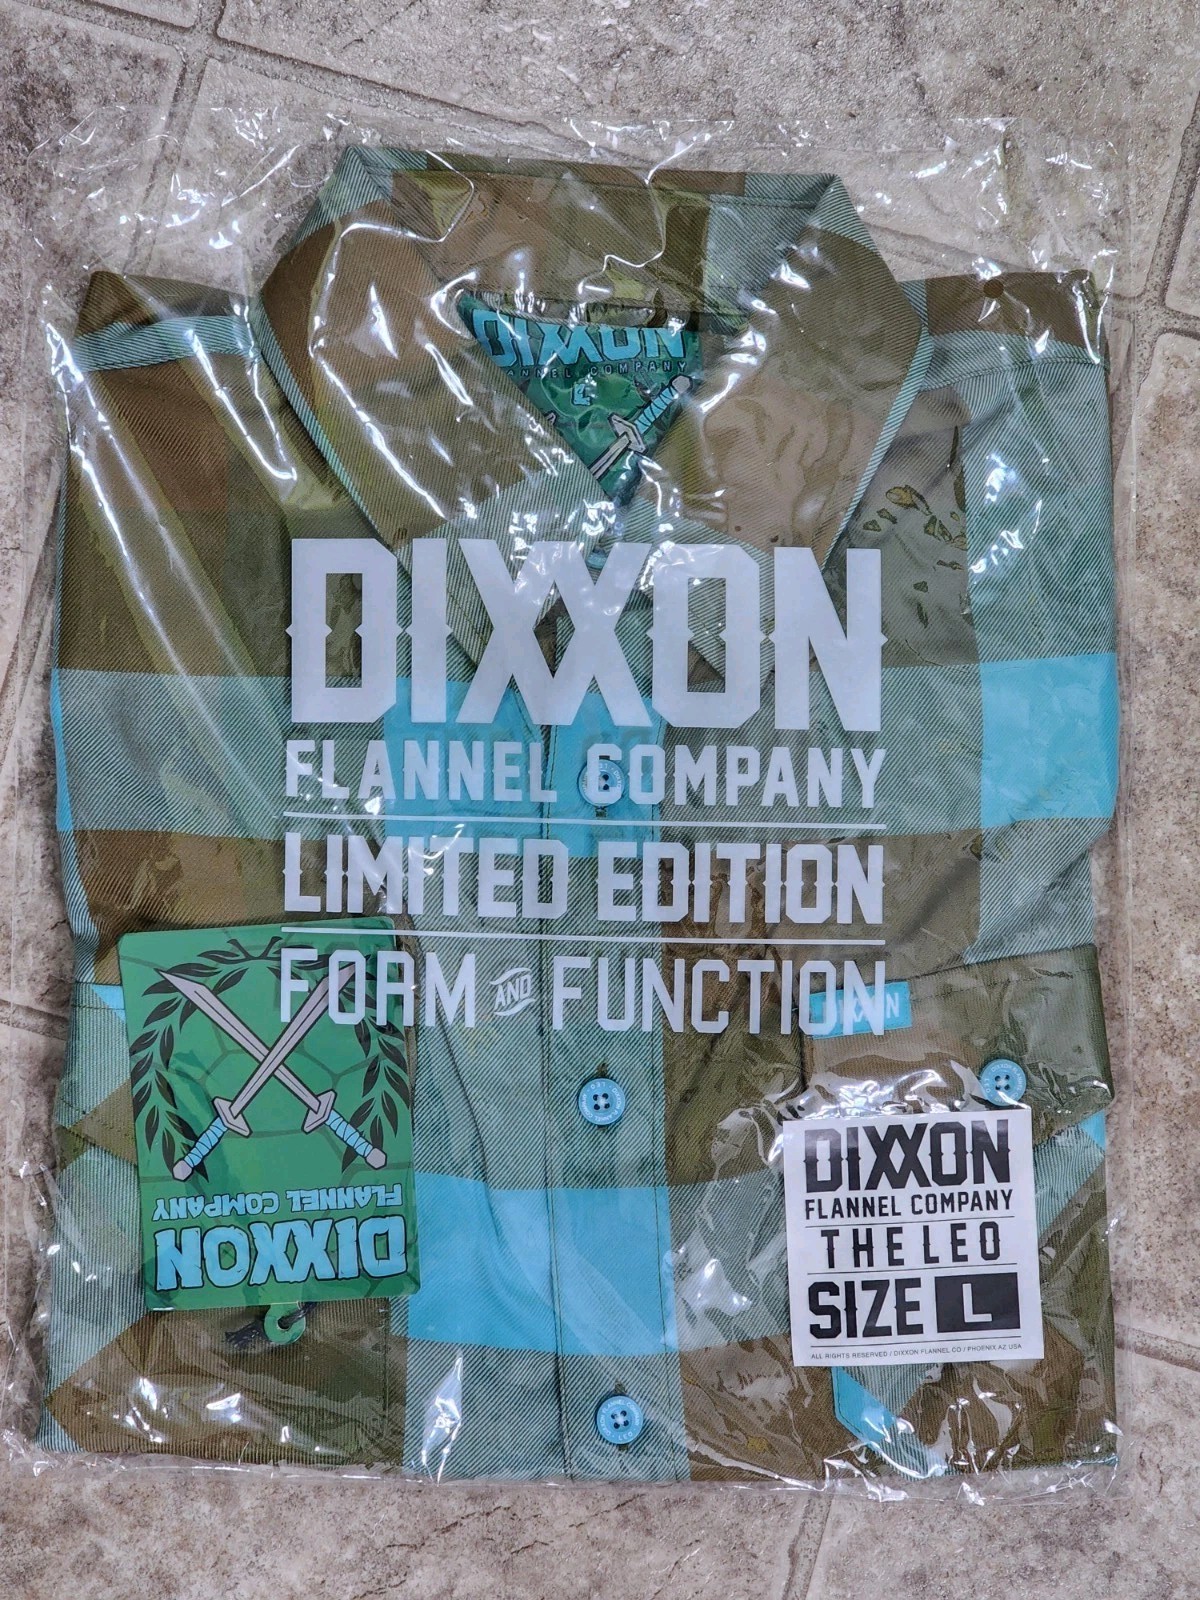 DIXXON
FLANNEL COMPANY
L
DIXXON
FLANNEL COMPANY
LIMITED EDITION
FORM AND FUNCTION
DIXXON
DIXXON
FLANNEL COMPANY
DIXXON
FLANNEL COMPANY
THE LEO
SIZE L
ALL RIGHTS RESERVED / DIXXON FLANNEL CO / PHOENIX AZ USA
LEO